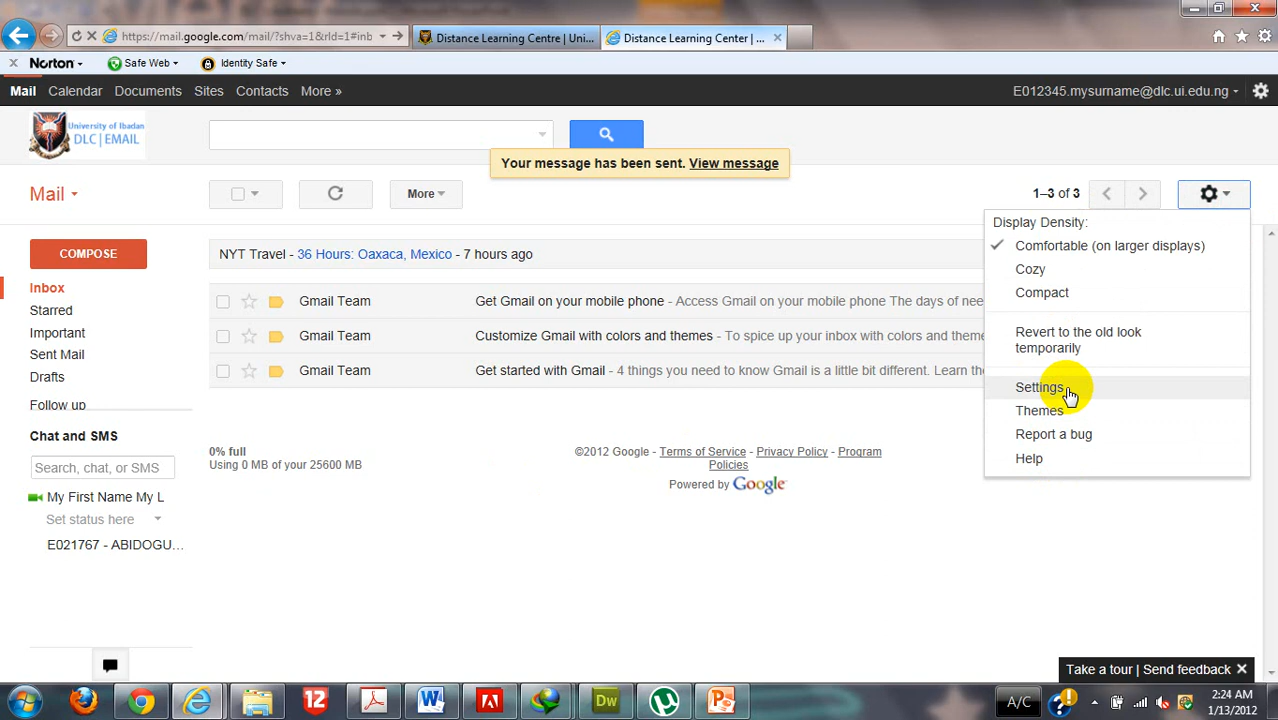 https://mail.google.com/mail/?shva=1&rld=1#inb
Distance Learning Centre | Uni...
Distance Learning Center | ...
Norton
Safe Web
Identity Safe
Mail Calendar Documents Sites Contacts More »
E012345.mysurname@dlc.ui.edu.ng
University of Ibadan
DLC | EMAIL
Your message has been sent. View message
Mail
More
1–3 of 3
COMPOSE
Inbox
Starred
Important
Sent Mail
Drafts
Follow up
Chat and SMS
Search, chat, or SMS
My First Name My L
Set status here
E021767 - ABIDOGU...
NYT Travel - 36 Hours: Oaxaca, Mexico - 7 hours ago
Gmail Team Get Gmail on your mobile phone - Access Gmail on your mobile phone The days of nee
Gmail Team Customize Gmail with colors and themes - To spice up your inbox with colors and theme
Gmail Team Get started with Gmail - 4 things you need to know Gmail is a little bit different. Learn the
0% full
Using 0 MB of your 25600 MB
©2012 Google - Terms of Service - Privacy Policy - Program
Policies
Powered by Google
Display Density:
Comfortable (on larger displays)
Cozy
Compact
Revert to the old look
temporarily
Settings
Themes
Report a bug
Help
Take a tour | Send feedback
12
Dw
A/C
2:24 AM
1/13/2012